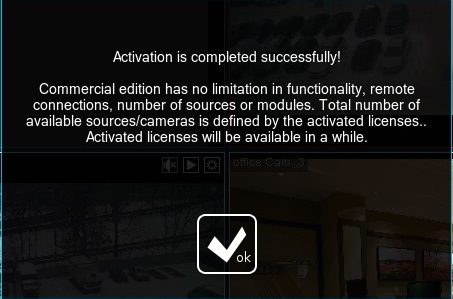 Activation is completed successfully!
Commercial edition has no limitation in functionality, remote
connections, number of sources or modules. Total number of
available sources/cameras is defined by the activated licenses..
Activated licenses will be available in a while.
office Cam_3
ok